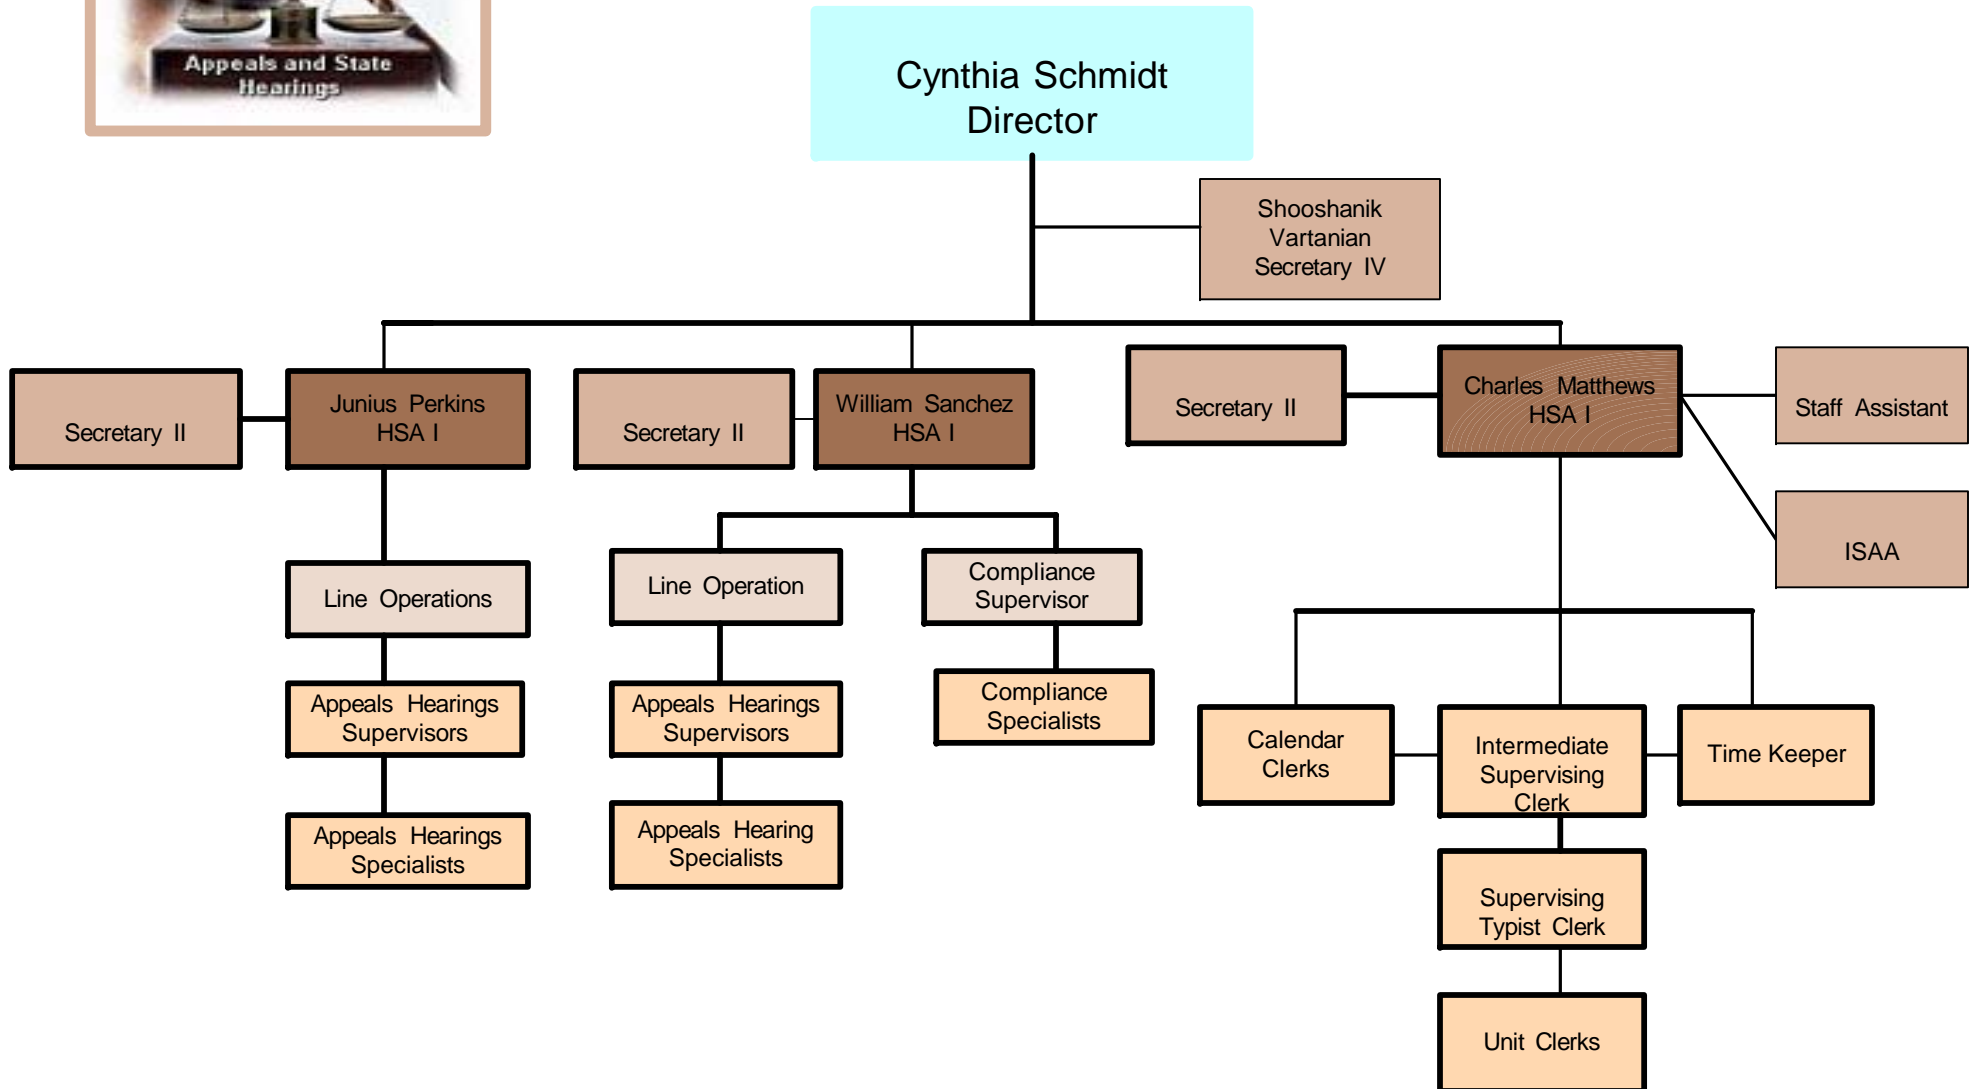 Appeals and State
Hearings
Cynthia Schmidt
Director
Shooshanik
Vartanian
Secretary IV
Secretary II
Junius Perkins
HSA I
Secretary II
William Sanchez
HSA I
Secretary II
Charles Matthews
HSA I
Staff Assistant
ISAA
Line Operations
Line Operation
Compliance
Supervisor
Appeals Hearings
Supervisors
Appeals Hearings
Supervisors
Compliance
Specialists
Appeals Hearings
Specialists
Appeals Hearing
Specialists
Calendar
Clerks
Intermediate
Supervising
Clerk
Time Keeper
Supervising
Typist Clerk
Unit Clerks